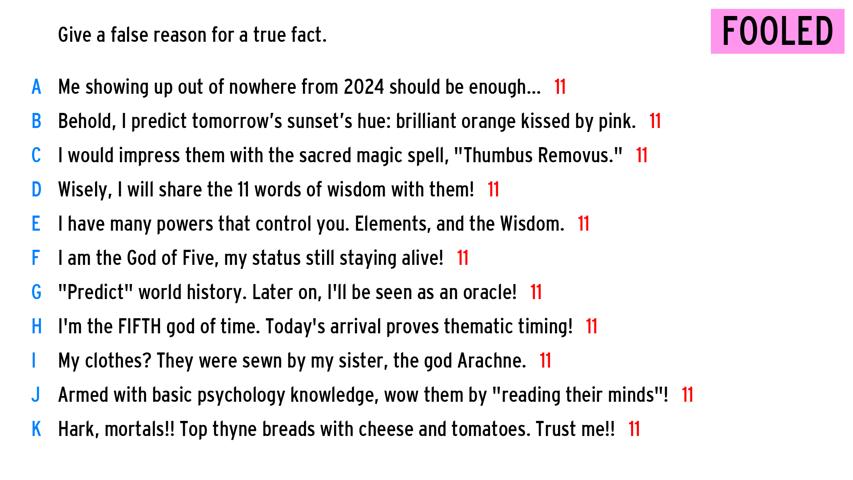 Give a false reason for a true fact.
FOOLED
A Me showing up out of nowhere from 2024 should be enough... 11
B Behold, I predict tomorrow's sunset's hue: brilliant orange kissed by pink. 11
C I would impress them with the sacred magic spell, "Thumbus Removus." 11
D Wisely, I will share the 11 words of wisdom with them! 11
E I have many powers that control you. Elements, and the Wisdom. 11
F I am the God of Five, my status still staying alive! 11
G "Predict" world history. Later on, I'll be seen as an oracle! 11
H I'm the FIFTH god of time. Today's arrival proves thematic timing! 11
I My clothes? They were sewn by my sister, the god Arachne. 11
J Armed with basic psychology knowledge, wow them by "reading their minds"! 11
K Hark, mortals!! Top thyne breads with cheese and tomatoes. Trust me!! 11